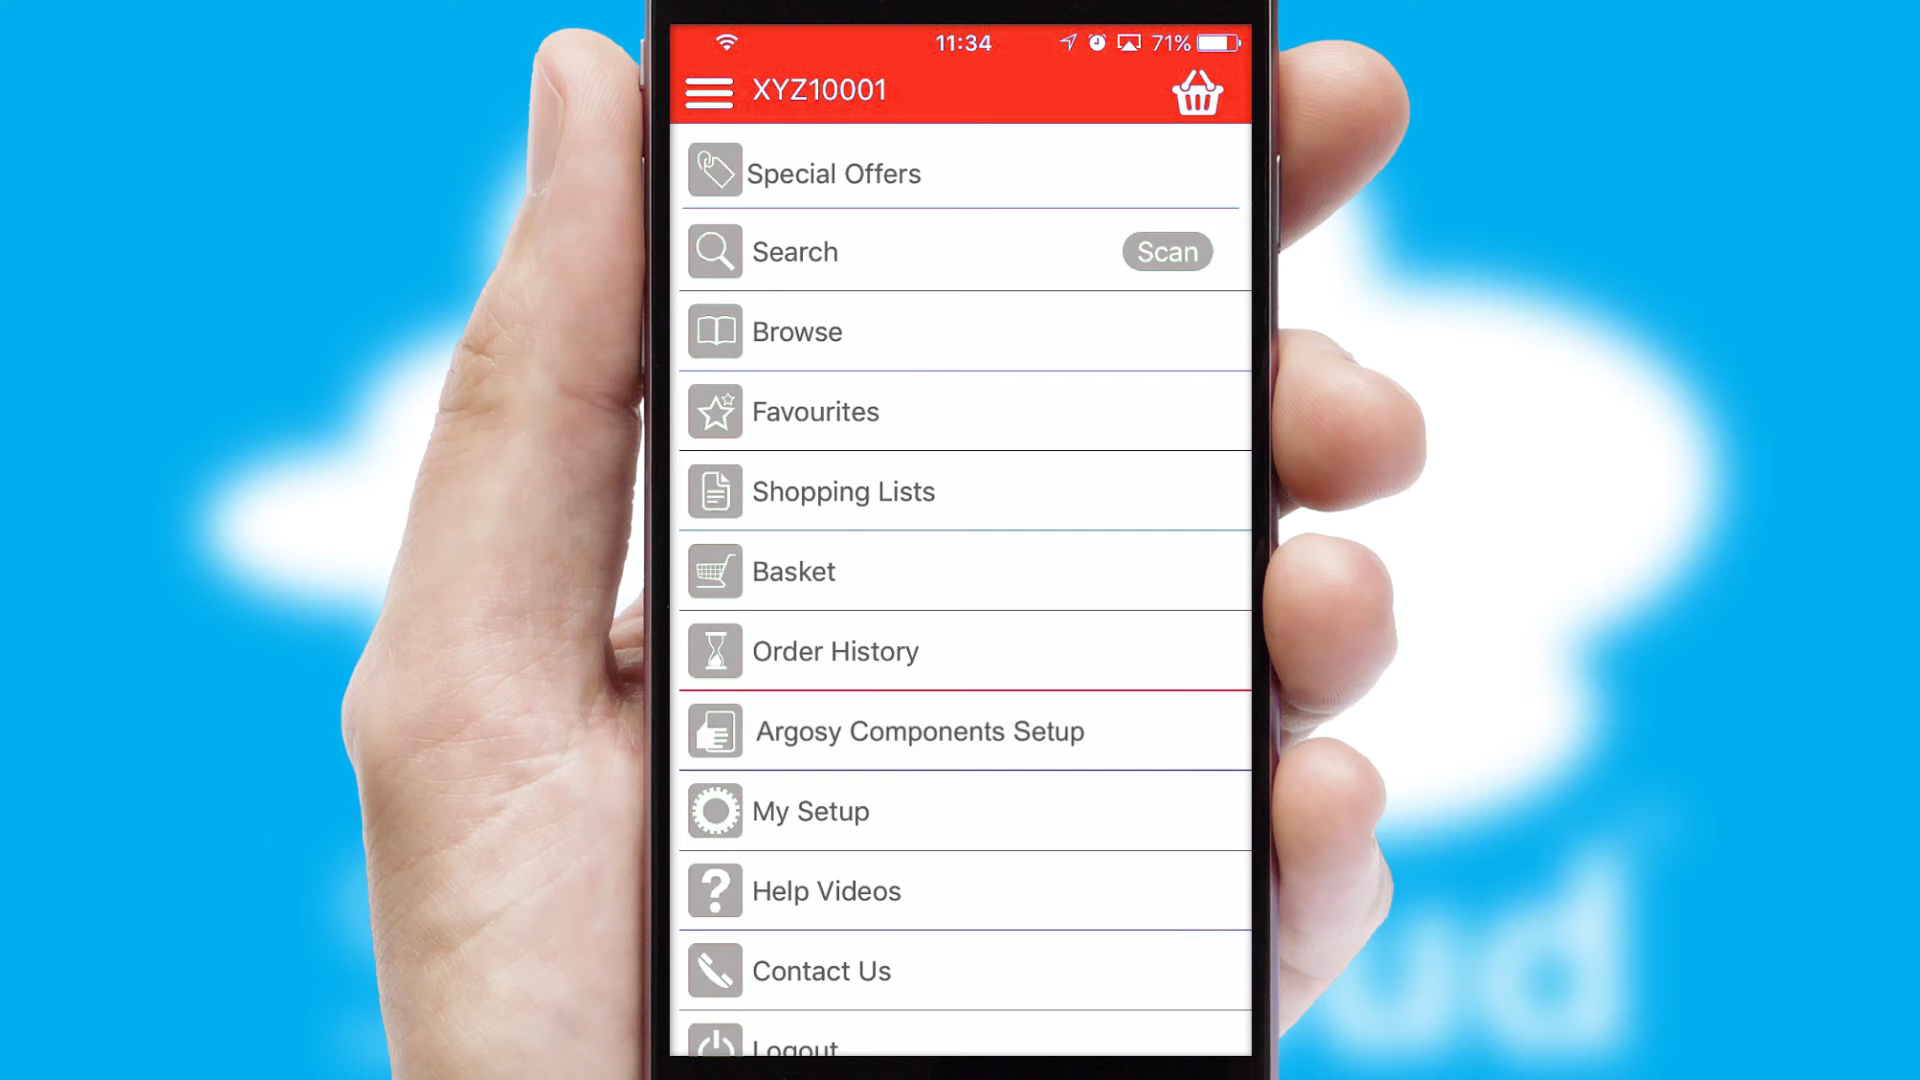 11:34 71%
XYZ10001
Special Offers
Search Scan
Browse
Favourites
Shopping Lists
Basket
Order History
Argosy Components Setup
My Setup
Help Videos
Contact Us
Logout
ud